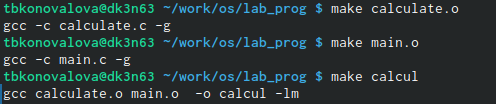 tbkonovalova@dk3n63 ~/work/os/lab_prog $ make calculate.o
gcc -c calculate.c -g
tbkonovalova@dk3n63 ~/work/os/lab_prog $ make main.o
gcc -c main.c -g
tbkonovalova@dk3n63 ~/work/os/lab_prog $ make calcul
gcc calculate.o main.o  -o calcul -lm